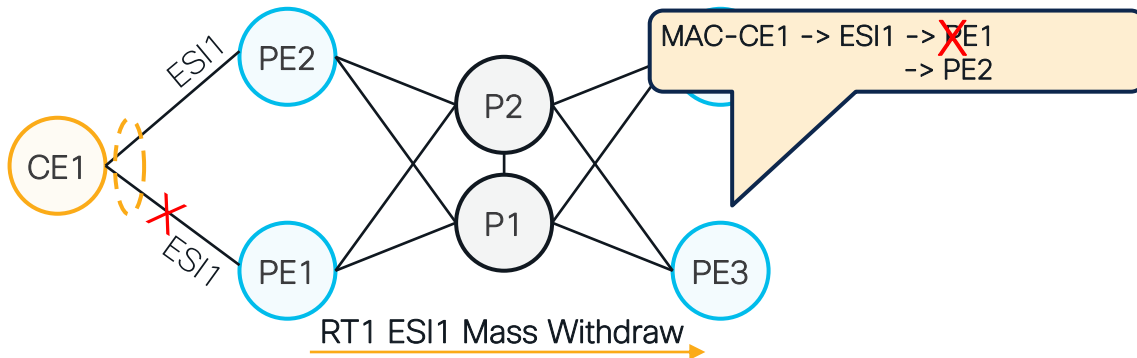 MAC-CE1 -> ESI1 -> PE1
-> PE2
ESI1
PE2
P2
CE1
P1
ESI1
PE1
PE3
RT1 ESI1 Mass Withdraw